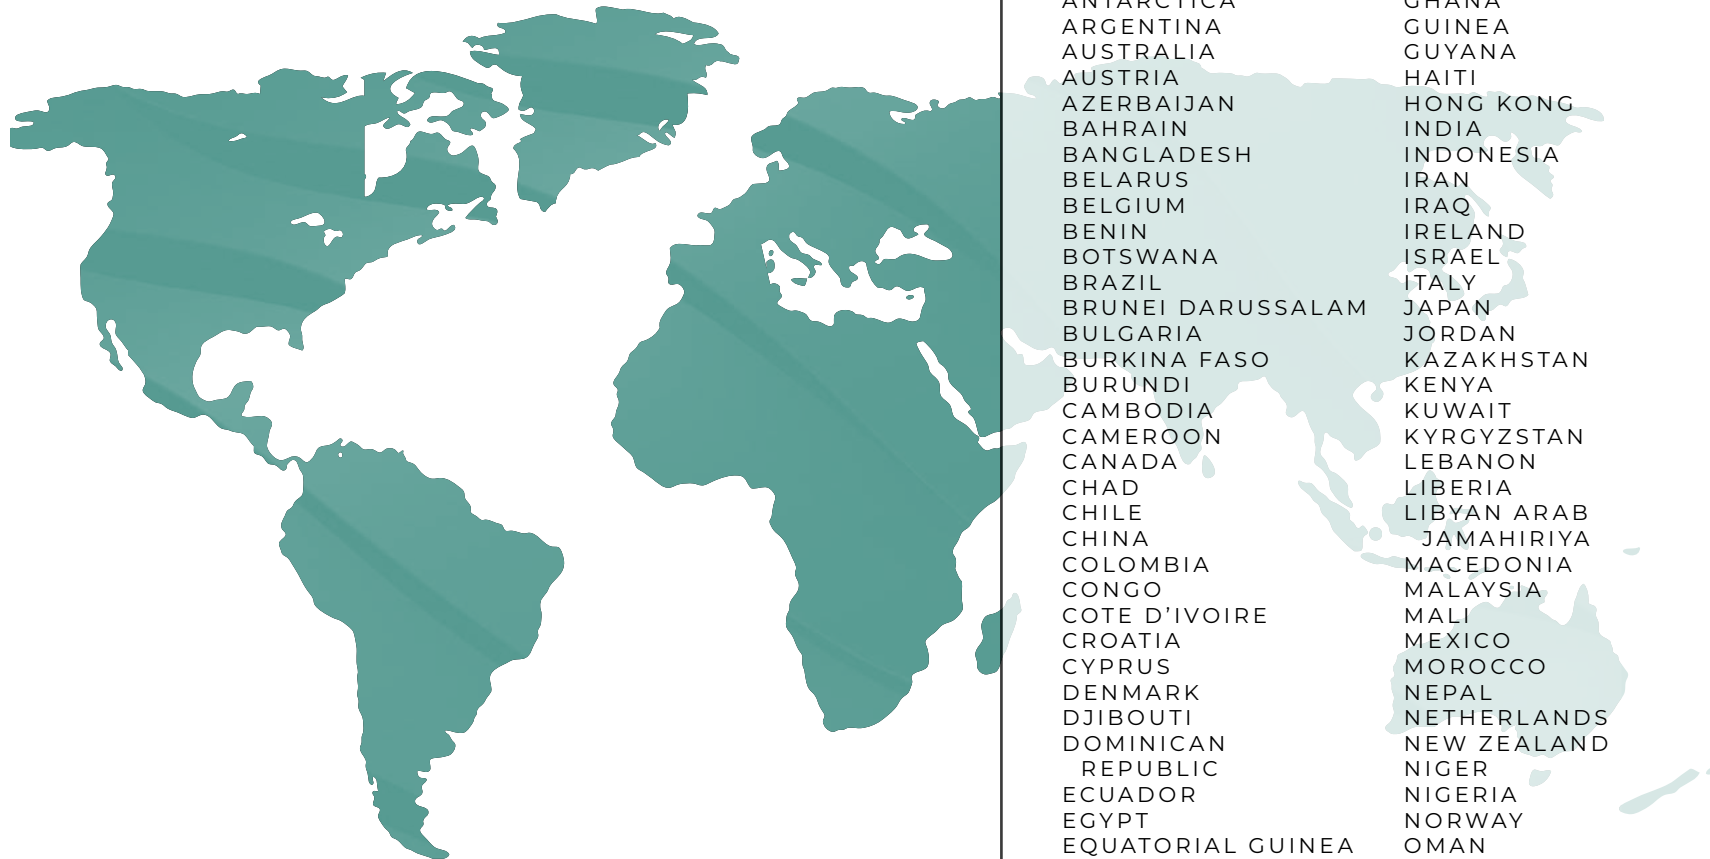 ANTARCTICA
ARGENTINA
AUSTRALIA
AUSTRIA
AZERBAIJAN
BAHRAIN
BANGLADESH
BELARUS
BELGIUM
BENIN
BOTSWANA
BRAZIL
BRUNEI DARUSSALAM
BULGARIA
BURKINA FASO
BURUNDI
CAMBODIA
CAMEROON
CANADA
CHAD
CHILE
CHINA
COLOMBIA
CONGO
COTE D’IVOIRE
CROATIA
CYPRUS
DENMARK
DJIBOUTI
DOMINICAN
REPUBLIC
ECUADOR
EGYPT
EQUATORIAL GUINEA
GHANA
GUINEA
GUYANA
HAITI
HONG KONG
INDIA
INDONESIA
IRAN
IRAQ
IRELAND
ISRAEL
ITALY
JAPAN
JORDAN
KAZAKHSTAN
KENYA
KUWAIT
KYRGYZSTAN
LEBANON
LIBERIA
LIBYAN ARAB
JAMAHIRIYA
MACEDONIA
MALAYSIA
MALI
MEXICO
MOROCCO
NEPAL
NETHERLANDS
NEW ZEALAND
NIGER
NIGERIA
NORWAY
OMAN